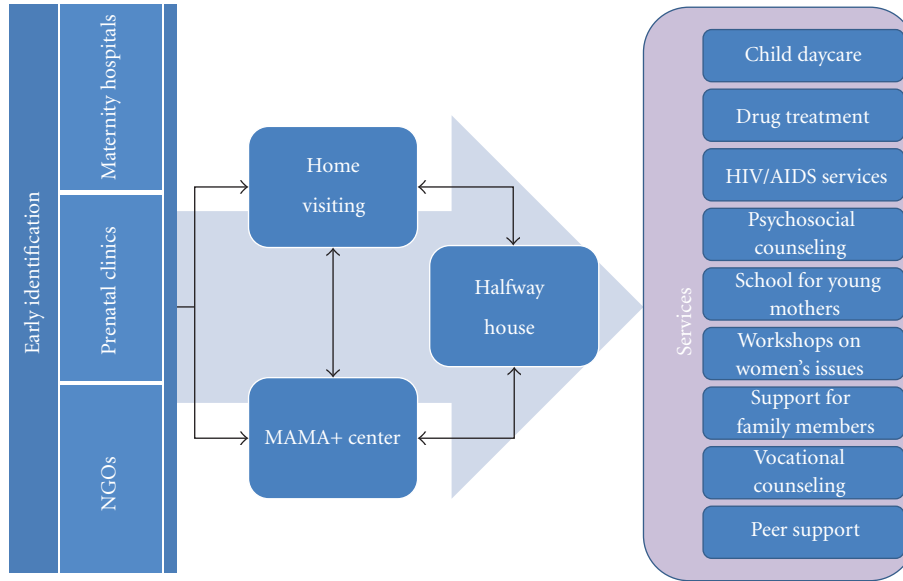 Early identification
Maternity hospitals
Prenatal clinics
NGOs
Home
visiting
MAMA+ center
Halfway
house
Services
Child daycare
Drug treatment
HIV/AIDS services
Psychosocial
counseling
School for young
mothers
Workshops on
women's issues
Support for
family members
Vocational
counseling
Peer support